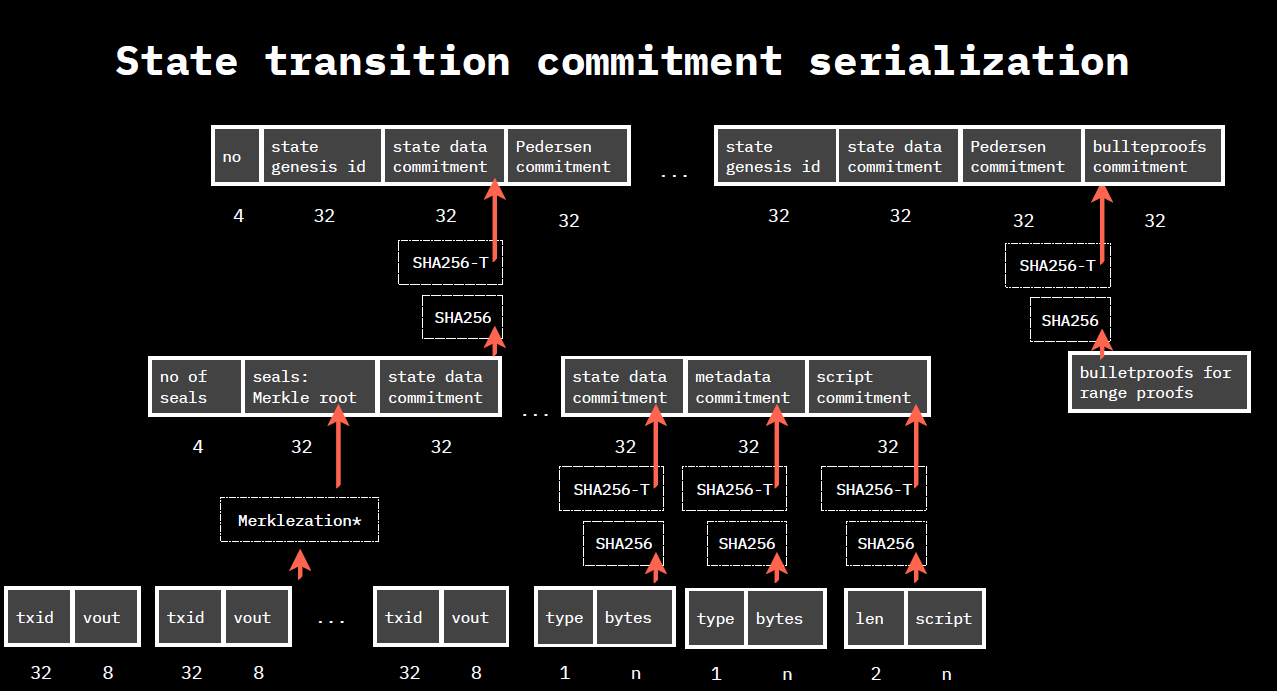 State transition commitment serialization
no
state
genesis id
state data
commitment
Pedersen
commitment
...
state
genesis id
state data
commitment
Pedersen
commitment
bullteproofs
commitment
4
32
32
32
32
32
32
32
SHA256-T
SHA256-T
SHA256
SHA256
no of
seals
seals:
Merkle root
state data
commitment
...
state data
commitment
metadata
commitment
script
commitment
bulletproofs for
range proofs
4
32
32
32
32
32
SHA256-T
SHA256-T
SHA256-T
Merklezation*
SHA256
SHA256
SHA256
txid
vout
txid
vout
...
txid
vout
type
bytes
type
bytes
len
script
32
8
32
8
32
8
1
n
1
n
2
n